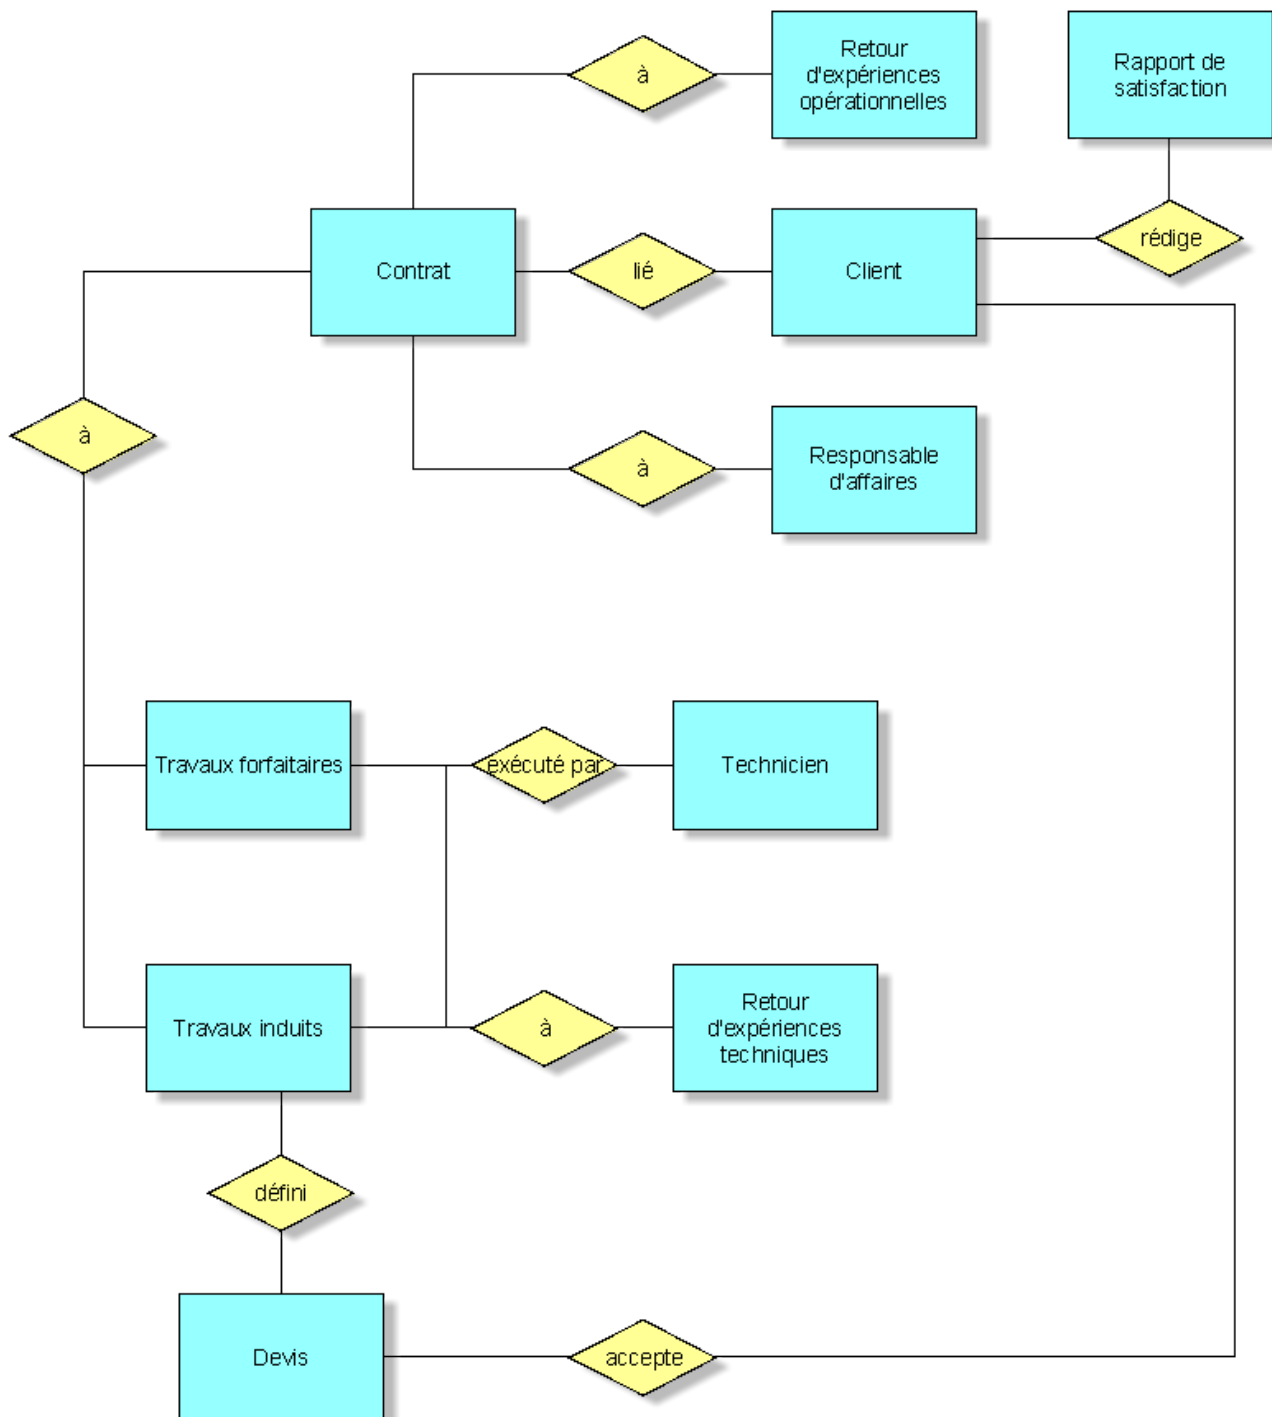 à
Retour
d'expériences
opérationnelles
Rapport de
satisfaction
Contrat
lié
Client
rédige
à
à
Responsable
d'affaires
Travaux forfaitaires
exécuté par
Technicien
Travaux induits
à
Retour
d'expériences
techniques
défini
Devis
accepte